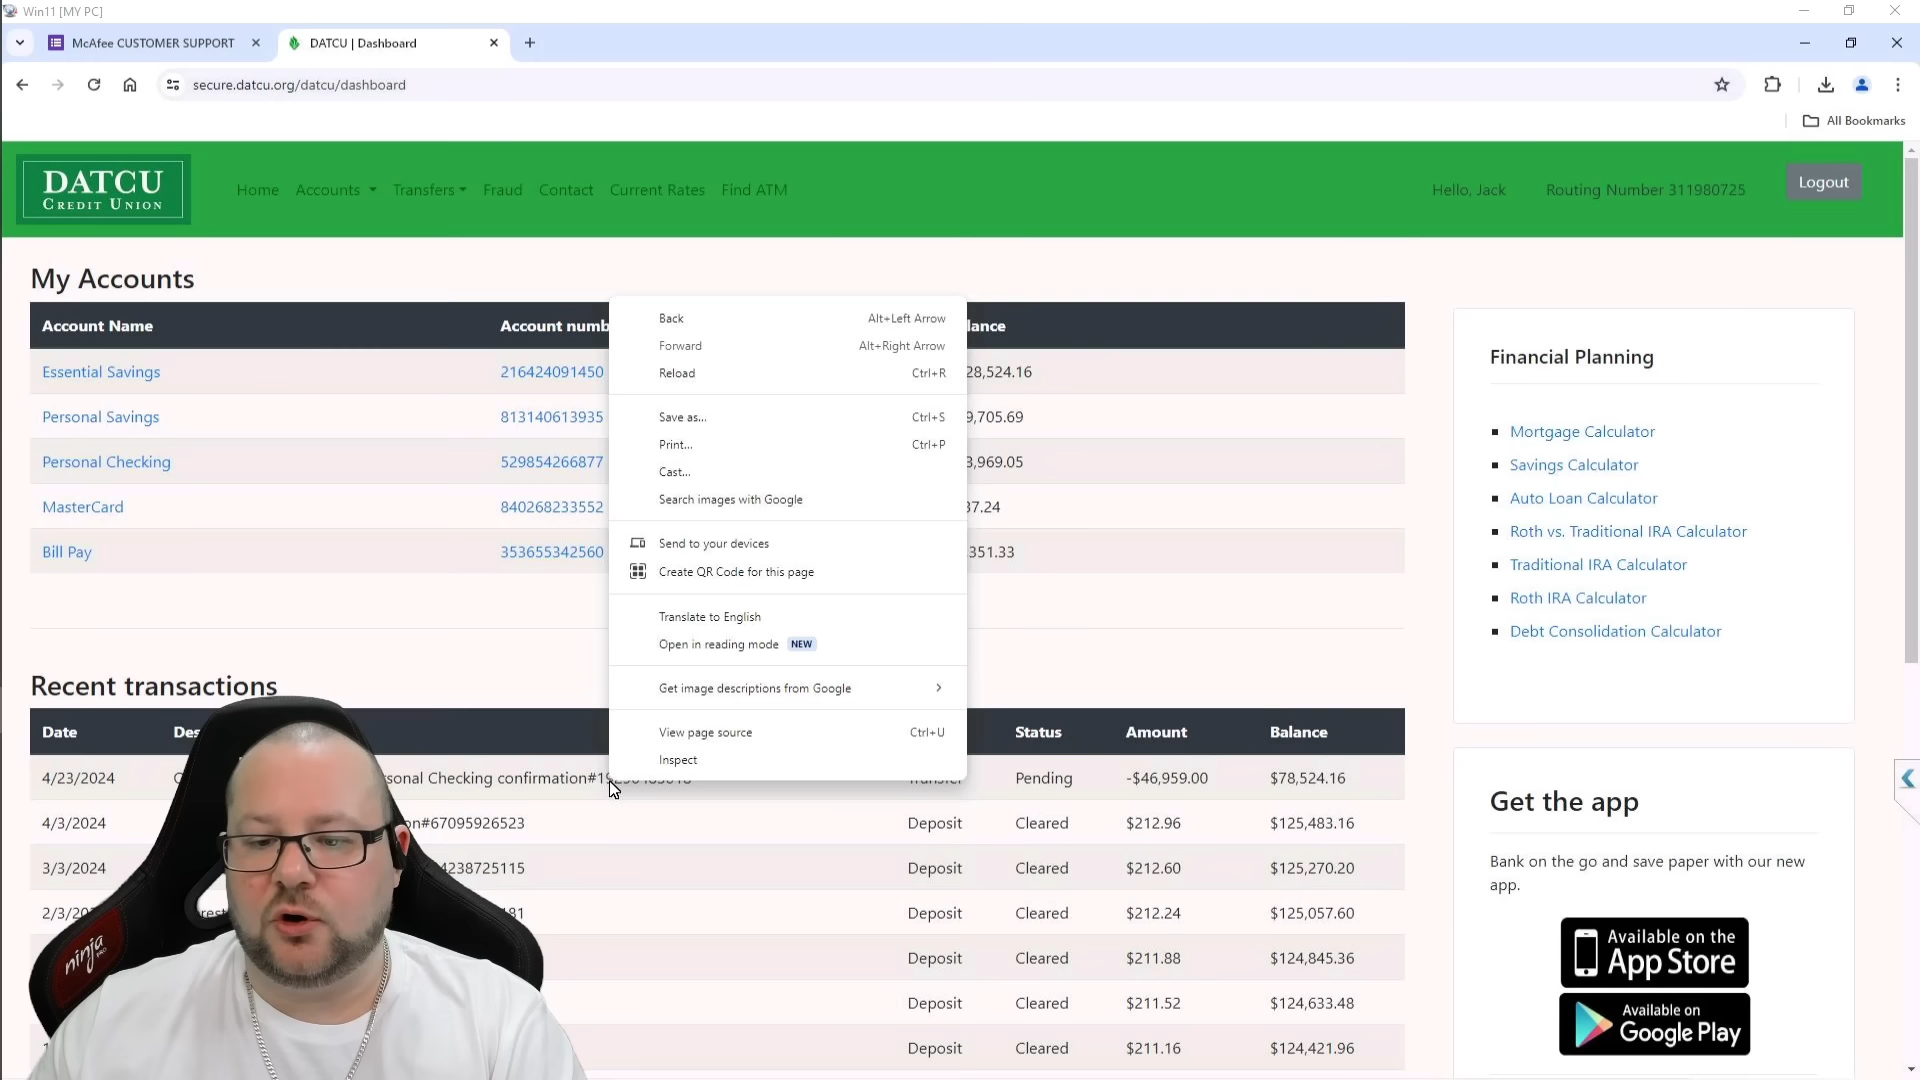 Win11 [MY PC]
McAfee CUSTOMER SUPPORT
DATCU | Dashboard
secure.datcu.org/datcu/dashboard
All Bookmarks
DATCU
CREDIT UNION
Home Accounts Transfers Fraud Contact Current Rates Find ATM
Hello, Jack Routing Number 311980725 Logout
My Accounts
Account Name Account numb lance
Essential Savings 216424091450 28,524.16
Personal Savings 813140613935 9,705.69
Personal Checking 529854266877 3,969.05
MasterCard 840268233552 37.24
Bill Pay 353655342560 351.33
Back Alt+Left Arrow
Forward Alt+Right Arrow
Reload Ctrl+R
Save as... Ctrl+S
Print... Ctrl+P
Cast...
Search images with Google
Send to your devices
Create QR Code for this page
Translate to English
Open in reading mode NEW
Get image descriptions from Google
View page source Ctrl+U
Inspect
Financial Planning
Mortgage Calculator
Savings Calculator
Auto Loan Calculator
Roth vs. Traditional IRA Calculator
Traditional IRA Calculator
Roth IRA Calculator
Debt Consolidation Calculator
Recent transactions
Date Des Status Amount Balance
4/23/2024 sonal Checking Pending -$46,959.00 $78,524.16
4/3/2024 on#67095926523 Deposit Cleared $212.96 $125,483.16
3/3/2024 4238725115 Deposit Cleared $212.60 $125,270.20
Deposit Cleared $212.24 $125,057.60
Deposit Cleared $211.88 $124,845.36
Deposit Cleared $211.52 $124,633.48
Deposit Cleared $211.16 $124,421.96
Get the app
Bank on the go and save paper with our new
app.
Available on the
App Store
Available on
Google Play
ninja